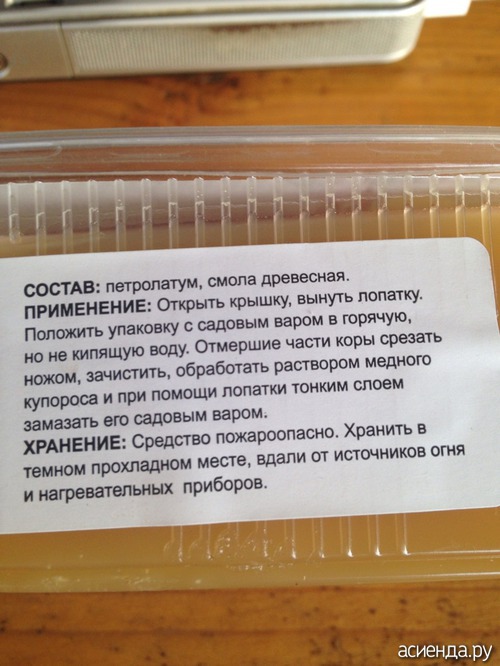 СОСТАВ: петролатум, смола древесная.
ПРИМЕНЕНИЕ: Открыть крышку, вынуть лопатку.
Положить упаковку с садовым варом в горячую,
но не кипящую воду. Отмершие части коры срезать
ножом, зачистить, обработать раствором медного
купороса и при помощи лопатки тонким слоем
замазать его садовым варом.
ХРАНЕНИЕ: Средство пожароопасно. Хранить в
темном прохладном месте, вдали от источников огня
и нагревательных приборов.
асиенда.ру